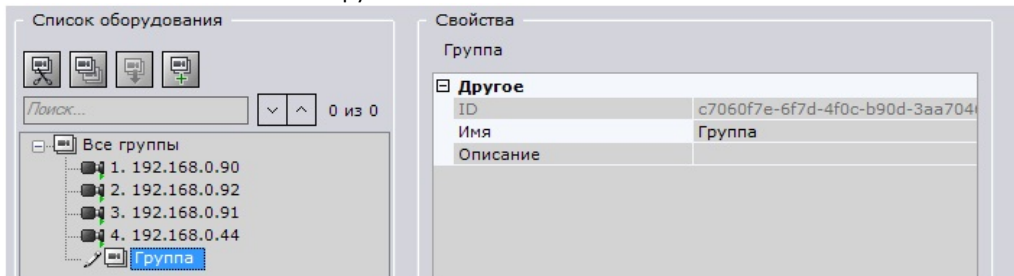 Список оборудования
Поиск...
0 из 0
Все группы
1. 192.168.0.90
2. 192.168.0.92
3. 192.168.0.91
4. 192.168.0.44
Группа
Свойства
Группа
Другое
ID c7060f7e-6f7d-4f0c-b90d-3aa704
Имя Группа
Описание